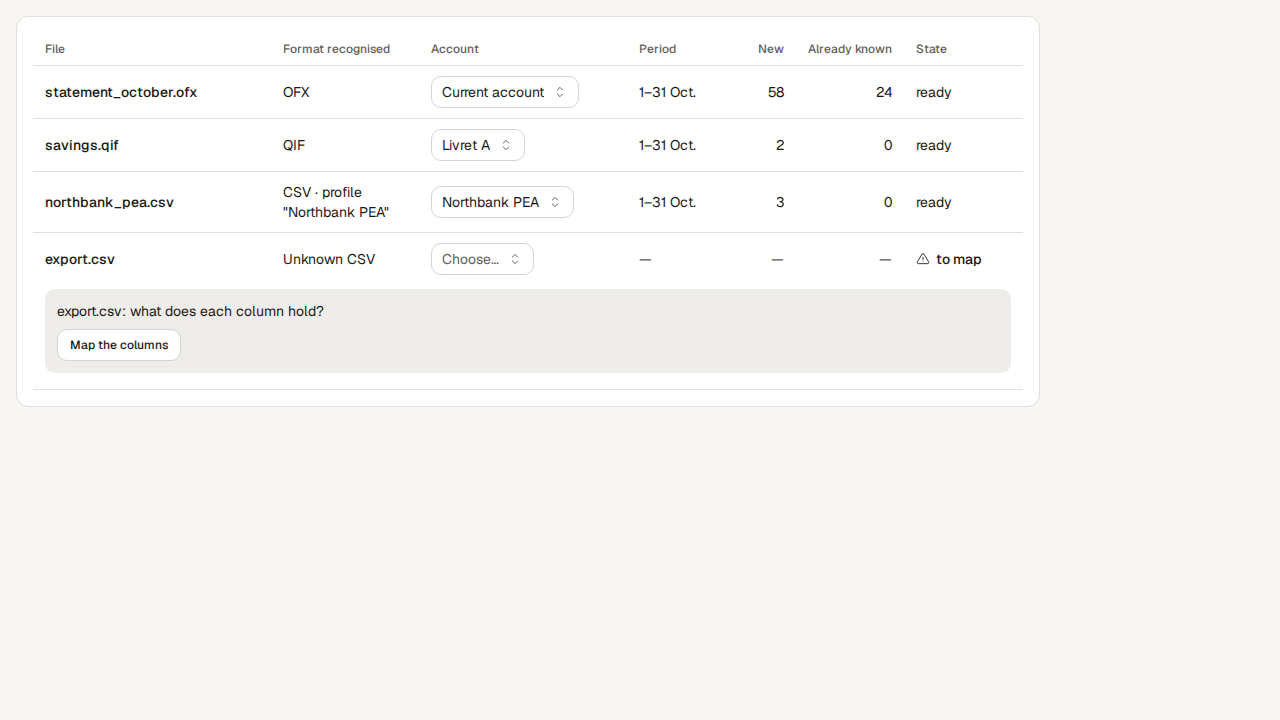 File Format recognised Account Period New Already known State
statement_october.ofx OFX Current account 1–31 Oct. 58 24 ready
savings.qif QIF Livret A 1–31 Oct. 2 0 ready
northbank_pea.csv CSV · profile "Northbank PEA" Northbank PEA 1–31 Oct. 3 0 ready
export.csv Unknown CSV Choose… — — — to map
export.csv: what does each column hold?
Map the columns